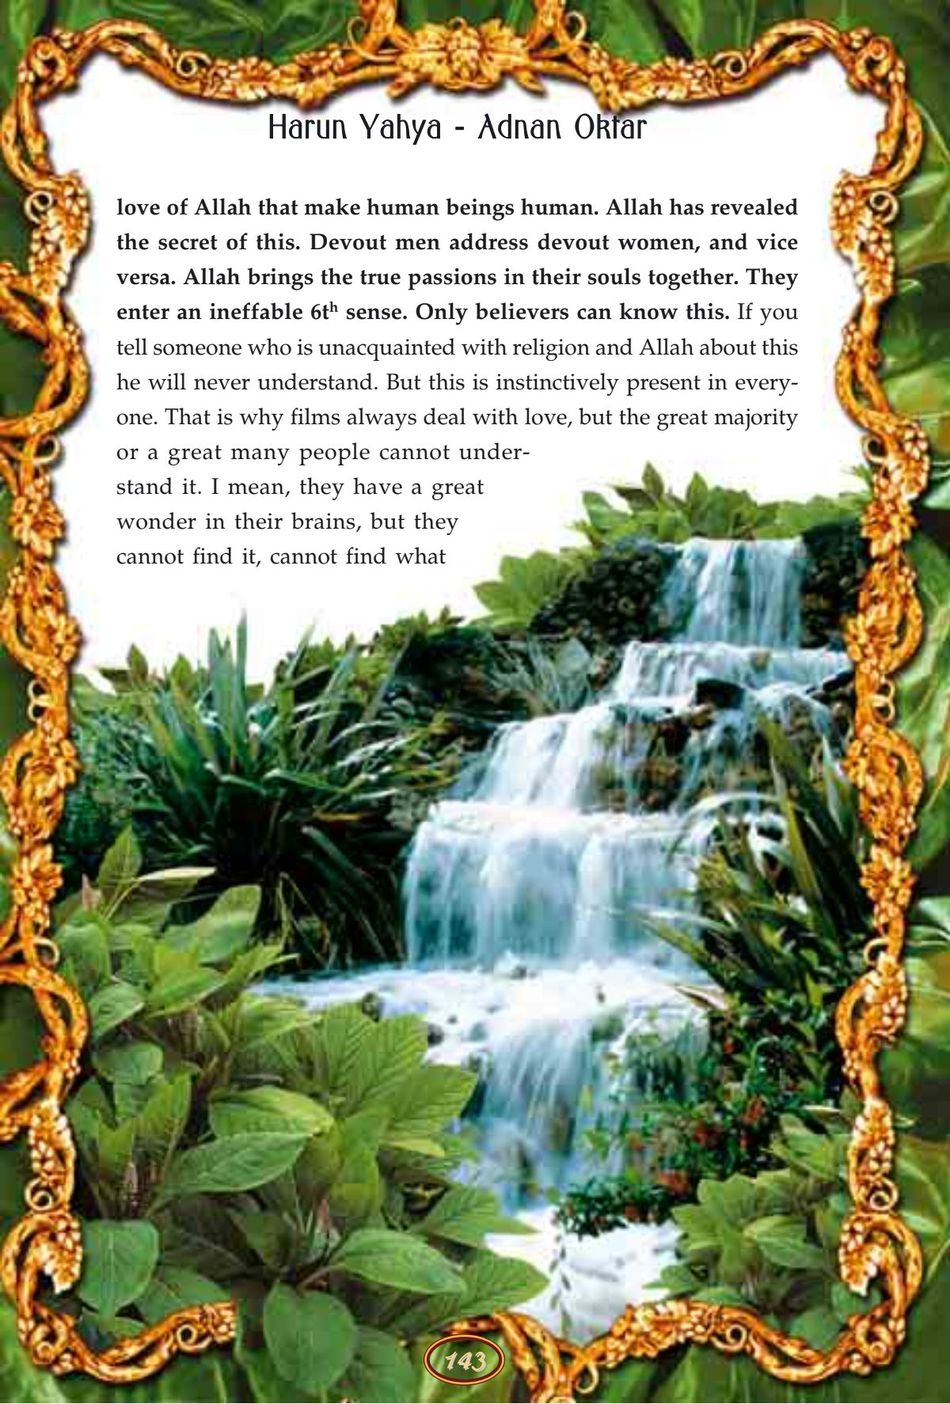 Harun Yahya - Adnan Oktar
love of Allah that make human beings human. Allah has revealed
the secret of this. Devout men address devout women, and vice
versa. Allah brings the true passions in their souls together. They
enter an ineffable 6th sense. Only believers can know this. If you
tell someone who is unacquainted with religion and Allah about this
he will never understand. But this is instinctively present in every-
one. That is why films always deal with love, but the great majority
or a great many people cannot under-
stand it. I mean, they have a great
wonder in their brains, but they
cannot find it, cannot find what
143